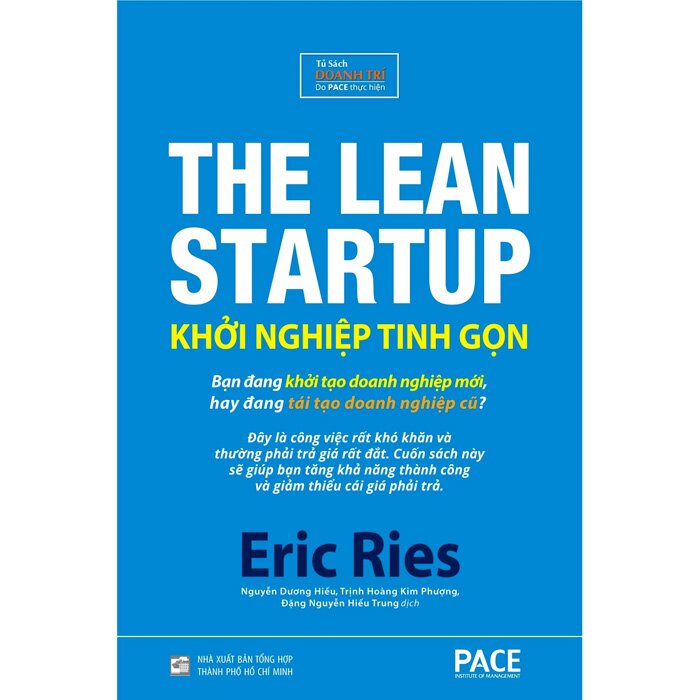 Tủ Sách
DOANH TRÍ
Do PACE thực hiện
THE LEAN
STARTUP
KHỞI NGHIỆP TINH GỌN
Bạn đang khởi tạo doanh nghiệp mới,
hay đang tái tạo doanh nghiệp cũ?
Đây là công việc rất khó khăn và
thường phải trả giá rất đắt. Cuốn sách này
sẽ giúp bạn tăng khả năng thành công
và giảm thiểu cái giá phải trả.
Eric Ries
Nguyễn Dương Hiếu, Trịnh Hoàng Kim Phượng,
Đặng Nguyễn Hiếu Trung dịch
NHÀ XUẤT BẢN TỔNG HỢP
THÀNH PHỐ HỒ CHÍ MINH
PACE
INSTITUTE OF MANAGEMENT